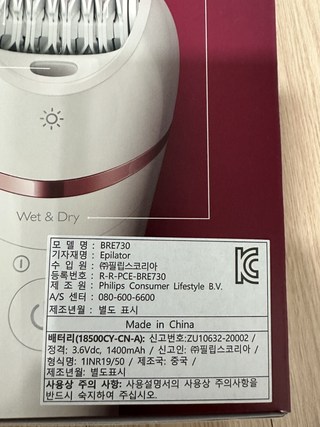 Wet & Dry
모 델 명 : BRE730
기자재명 : Epilator
수 입 원 : ㈜필립스코리아
등록번호 : R-R-PCE-BRE730
제 조 원 : Philips Consumer Lifestyle B.V.
A/S 센터 : 080-600-6600
제조년월 : 별도 표시
Made in China
배터리(18500CY-CN-A): 신고번호:ZU10632-20002 /
정격: 3.6Vdc, 1400mAh / 신고인: ㈜필립스코리아 /
형식명: 1INR19/50 / 제조국: 중국 /
제조년월: 별도표시
사용상 주의 사항: 사용설명서의 사용상 주의사항을
반드시 숙지하여 주십시오.